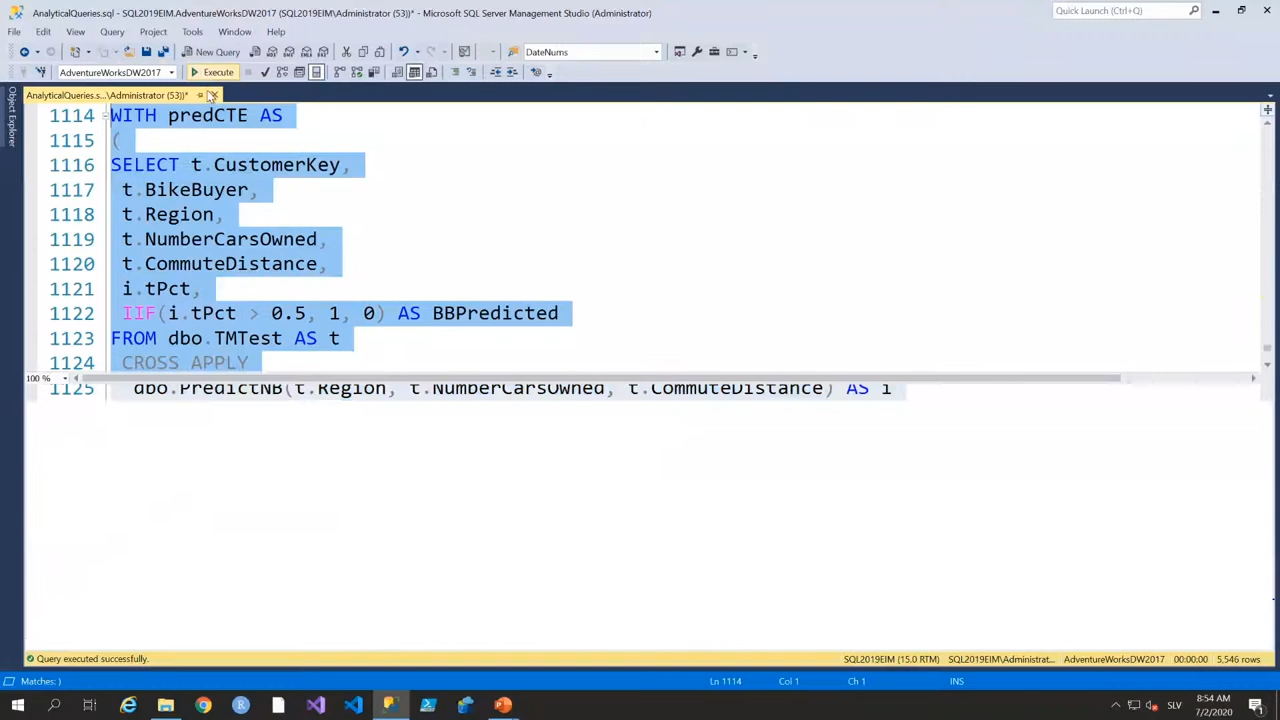 AnalyticalQueries.sql - SQL2019EIM.AdventureWorksDW2017 (SQL2019EIM\Administrator (53))* - Microsoft SQL Server Management Studio (Administrator)
Quick Launch (Ctrl+Q)
File Edit View Query Project Tools Window Help
New Query DateNums
AdventureWorksDW2017 Execute
Object Explorer
AnalyticalQueries.s...\Administrator (53))*
1114 WITH predCTE AS
1115 (
1116 SELECT t.CustomerKey,
1117 t.BikeBuyer,
1118 t.Region,
1119 t.NumberCarsOwned,
1120 t.CommuteDistance,
1121 i.tPct,
1122 IIF(i.tPct > 0.5, 1, 0) AS BBPredicted
1123 FROM dbo.TMTest AS t
1124 CROSS APPLY
100 %
1125 dbo.PredictNB(t.Region, t.NumberCarsOwned, t.CommuteDistance) AS i
Query executed successfully. SQL2019EIM (15.0 RTM) SQL2019EIM\Administrat... AdventureWorksDW2017 00:00:00 5,546 rows
Matches: ) Ln 1114 Col 1 Ch 1 INS
SLV 8:54 AM
7/2/2020